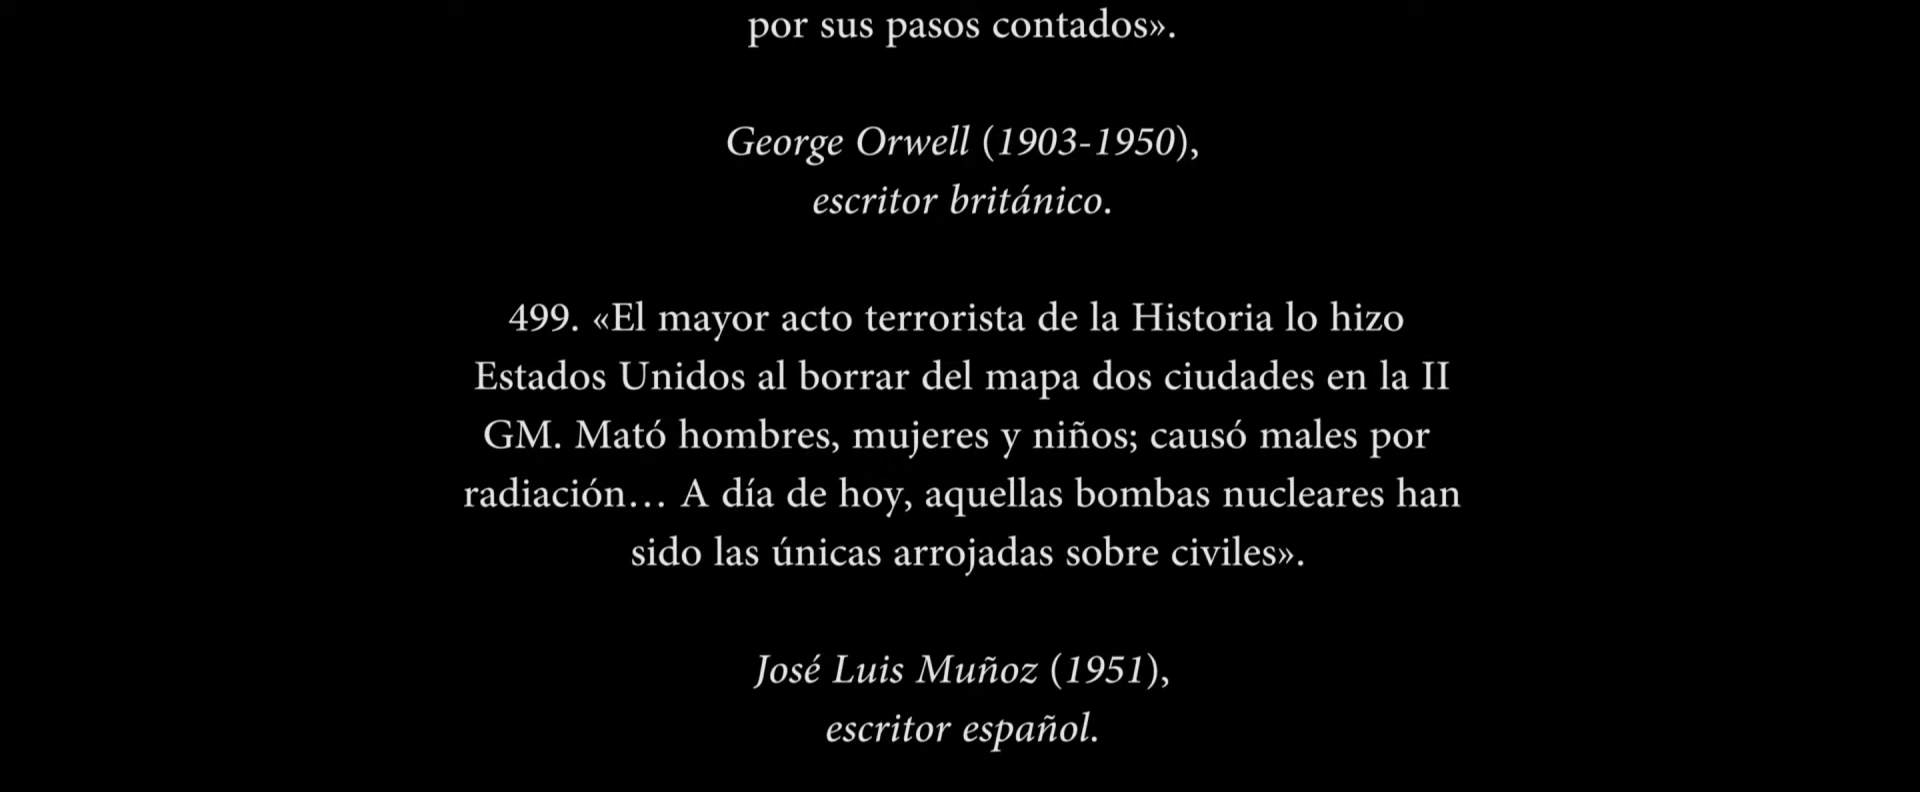 por sus pasos contados».
George Orwell (1903-1950),
escritor británico.
499. «El mayor acto terrorista de la Historia lo hizo
Estados Unidos al borrar del mapa dos ciudades en la II
GM. Mató hombres, mujeres y niños; causó males por
radiación… A día de hoy, aquellas bombas nucleares han
sido las únicas arrojadas sobre civiles».
José Luis Muñoz (1951),
escritor español.